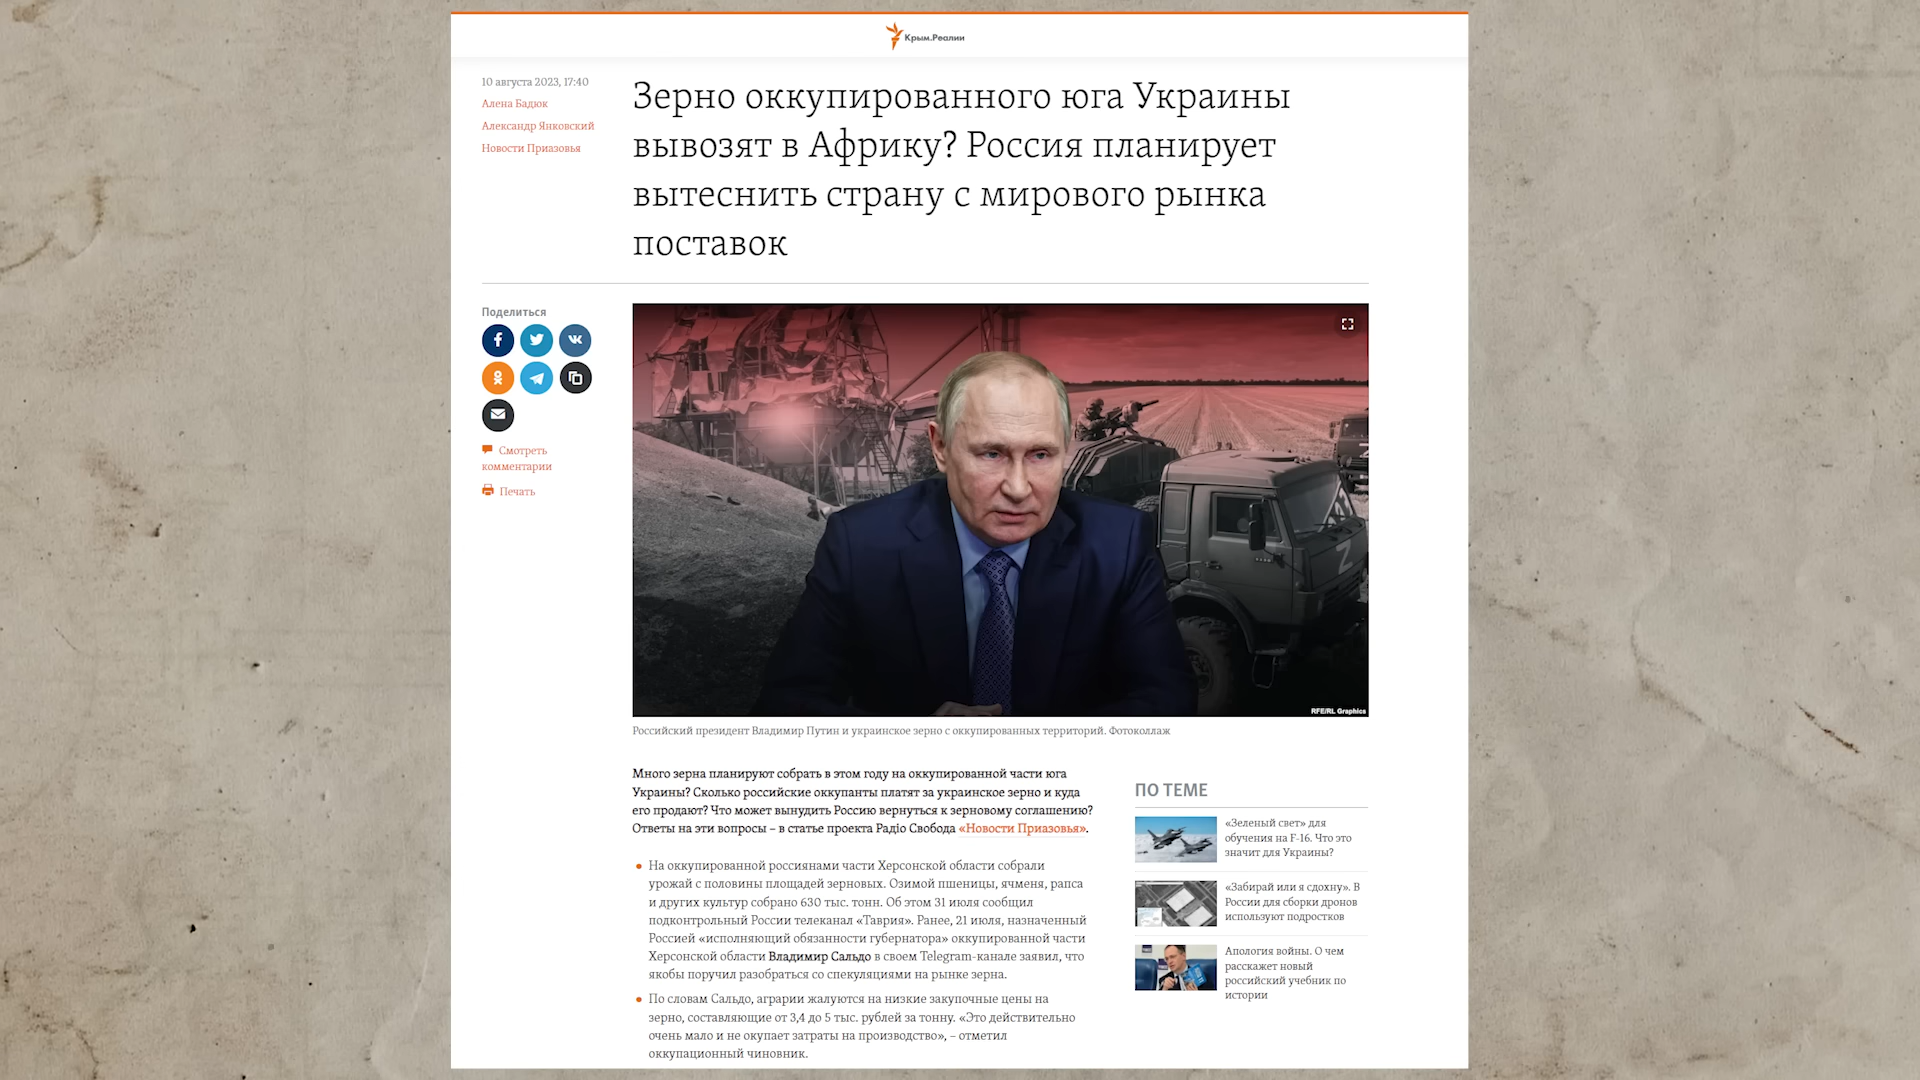 Крым.Реалии
10 августа 2023, 17:40
Алена Бадюк
Александр Янковский
Новости Приазовья
Зерно оккупированного юга Украины
вывозят в Африку? Россия планирует
вытеснить страну с мирового рынка
поставок
Поделиться
Смотреть
комментарии
Печать
Z
RFE/RL Graphics
Российский президент Владимир Путин и украинское зерно с оккупированных территорий. Фотоколлаж
Много зерна планируют собрать в этом году на оккупированной части юга
Украины? Сколько российские оккупанты платят за украинское зерно и куда
его продают? Что может вынудить Россию вернуться к зерновому соглашению?
Ответы на эти вопросы – в статье проекта Радіо Свобода «Новости Приазовья».
На оккупированной россиянами части Херсонской области собрали
урожай с половины площадей зерновых. Озимой пшеницы, ячменя, рапса
и других культур собрано 630 тыс. тонн. Об этом 31 июля сообщил
подконтрольный России телеканал «Таврия». Ранее, 21 июля, назначенный
Россией «исполняющий обязанности губернатора» оккупированной части
Херсонской области Владимир Сальдо в своем Telegram-канале заявил, что
якобы поручил разобраться со спекуляциями на рынке зерна.
По словам Сальдо, аграрии жалуются на низкие закупочные цены на
зерно, составляющие от 3,4 до 5 тыс. рублей за тонну. «Это действительно
очень мало и не окупает затраты на производство», – отметил
оккупационный чиновник.
ПО ТЕМЕ
«Зеленый свет» для
обучения на F-16. Что это
значит для Украины?
«Забирай или я сдохну». В
России для сборки дронов
используют подростков
Апология войны. О чем
расскажет новый
российский учебник по
истории